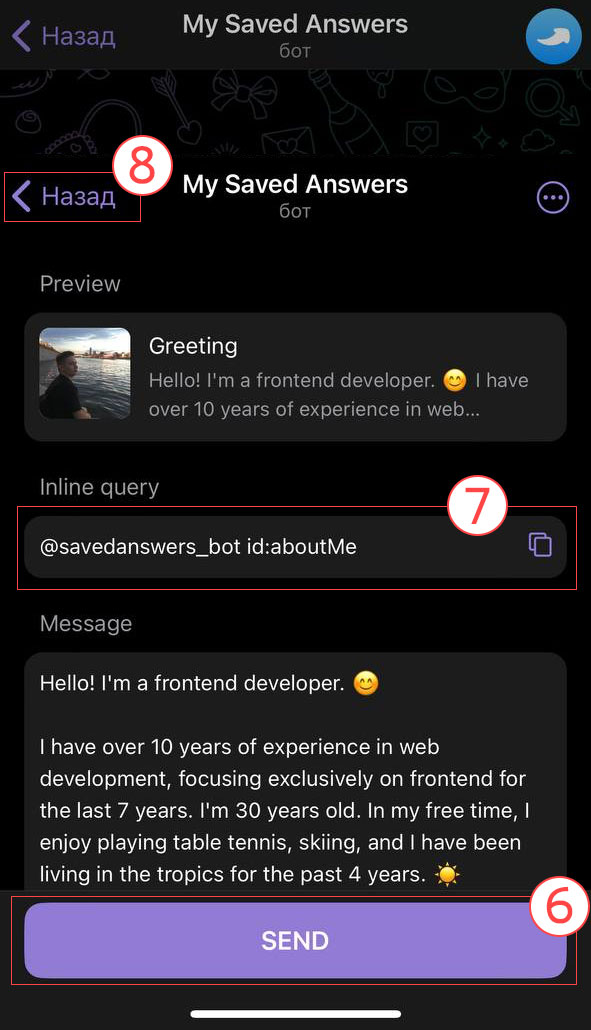 Назад
My Saved Answers
бот
8
Назад
My Saved Answers
бот
Preview
Greeting
Hello! I'm a frontend developer. 😊 I have
over 10 years of experience in web...
Inline query
7
@savedanswers_bot id:aboutMe
Message
Hello! I'm a frontend developer. 😊
I have over 10 years of experience in web
development, focusing exclusively on frontend for
the last 7 years. I'm 30 years old. In my free time, I
enjoy playing table tennis, skiing, and I have been
living in the tropics for the past 4 years. ☀️
6
SEND